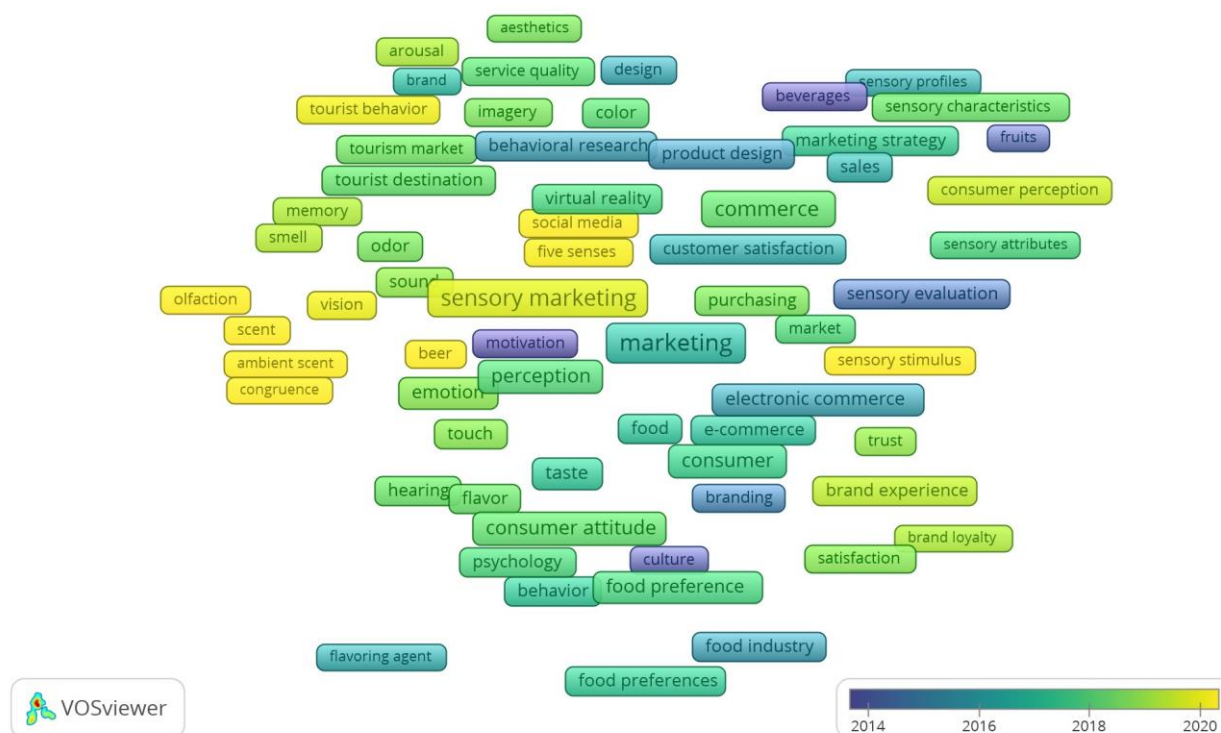 aesthetics
arousal
service quality
design
brand
sensory profiles
beverages
sensory characteristics
tourist behavior
imagery
color
fruits
marketing strategy
behavioral research
product design
tourism market
sales
tourist destination
consumer perception
virtual reality
commerce
memory
social media
smell
odor
five senses
customer satisfaction
sensory attributes
sound
sensory marketing
olfaction
vision
purchasing
sensory evaluation
scent
market
motivation
marketing
beer
ambient scent
sensory stimulus
perception
congruence
emotion
electronic commerce
touch
food
e-commerce
trust
consumer
taste
hearing
flavor
branding
brand experience
consumer attitude
brand loyalty
psychology
culture
satisfaction
behavior
food preference
flavoring agent
food industry
food preferences
VOSviewer
2014
2016
2018
2020